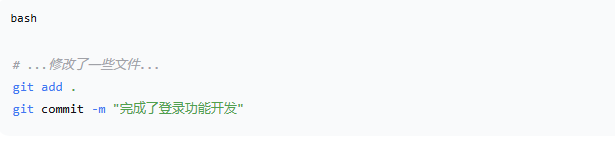 bash
# ...修改了一些文件...
git add .
git commit -m "完成了登录功能开发"